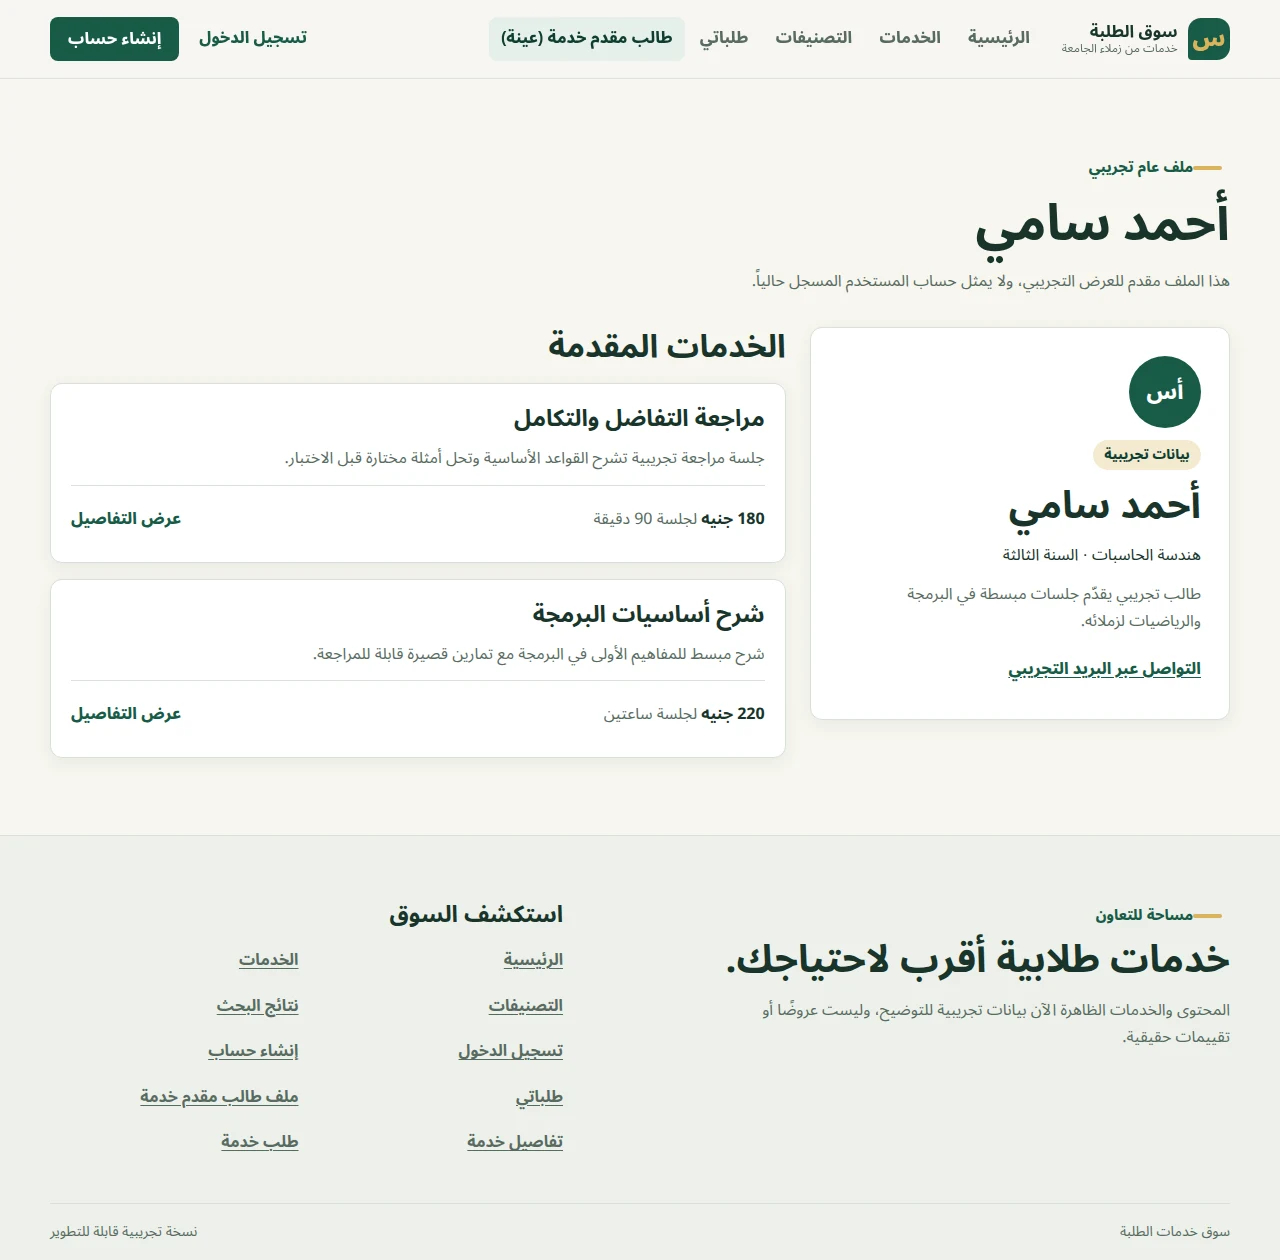 س
سوق الطلبة
خدمات من زملاء الجامعة
الرئيسية
الخدمات
التصنيفات
طلباتي
طالب مقدم خدمة (عينة)
تسجيل الدخول
إنشاء حساب
ملف عام تجريبي
أحمد سامي
هذا الملف مقدم للعرض التجريبي، ولا يمثل حساب المستخدم المسجل حالياً.
أس
بيانات تجريبية
أحمد سامي
هندسة الحاسبات · السنة الثالثة
طالب تجريبي يقدّم جلسات مبسطة في البرمجة
والرياضيات لزملائه.
التواصل عبر البريد التجريبي
الخدمات المقدمة
مراجعة التفاضل والتكامل
جلسة مراجعة تجريبية تشرح القواعد الأساسية وتحل أمثلة مختارة قبل الاختبار.
180 جنيه لجلسة 90 دقيقة
عرض التفاصيل
شرح أساسيات البرمجة
شرح مبسط للمفاهيم الأولى في البرمجة مع تمارين قصيرة قابلة للمراجعة.
220 جنيه لجلسة ساعتين
عرض التفاصيل
مساحة للتعاون
خدمات طلابية أقرب لاحتياجك.
المحتوى والخدمات الظاهرة الآن بيانات تجريبية للتوضيح، وليست عروضًا أو
تقييمات حقيقية.
استكشف السوق
الرئيسية
الخدمات
التصنيفات
نتائج البحث
تسجيل الدخول
إنشاء حساب
طلباتي
ملف طالب مقدم خدمة
تفاصيل خدمة
طلب خدمة
سوق خدمات الطلبة
نسخة تجريبية قابلة للتطوير